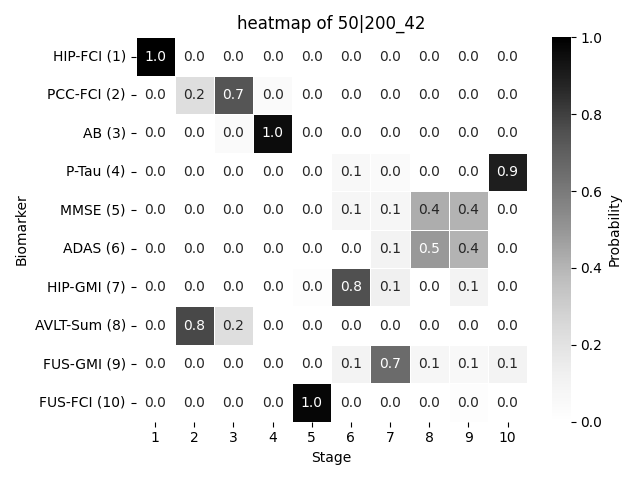 heatmap of 50|200_42
HIP-FCI (1) 1.0 0.0 0.0 0.0 0.0 0.0 0.0 0.0 0.0 0.0
PCC-FCI (2) 0.0 0.2 0.7 0.0 0.0 0.0 0.0 0.0 0.0 0.0
AB (3) 0.0 0.0 0.0 1.0 0.0 0.0 0.0 0.0 0.0 0.0
P-Tau (4) 0.0 0.0 0.0 0.0 0.0 0.1 0.0 0.0 0.0 0.9
MMSE (5) 0.0 0.0 0.0 0.0 0.0 0.1 0.1 0.4 0.4 0.0
ADAS (6) 0.0 0.0 0.0 0.0 0.0 0.0 0.1 0.5 0.4 0.0
HIP-GMI (7) 0.0 0.0 0.0 0.0 0.0 0.8 0.1 0.0 0.1 0.0
AVLT-Sum (8) 0.0 0.8 0.2 0.0 0.0 0.0 0.0 0.0 0.0 0.0
FUS-GMI (9) 0.0 0.0 0.0 0.0 0.0 0.1 0.7 0.1 0.1 0.1
FUS-FCI (10) 0.0 0.0 0.0 0.0 1.0 0.0 0.0 0.0 0.0 0.0
1 2 3 4 5 6 7 8 9 10
Stage
Biomarker
1.0
0.8
0.6
0.4
0.2
0.0
Probability